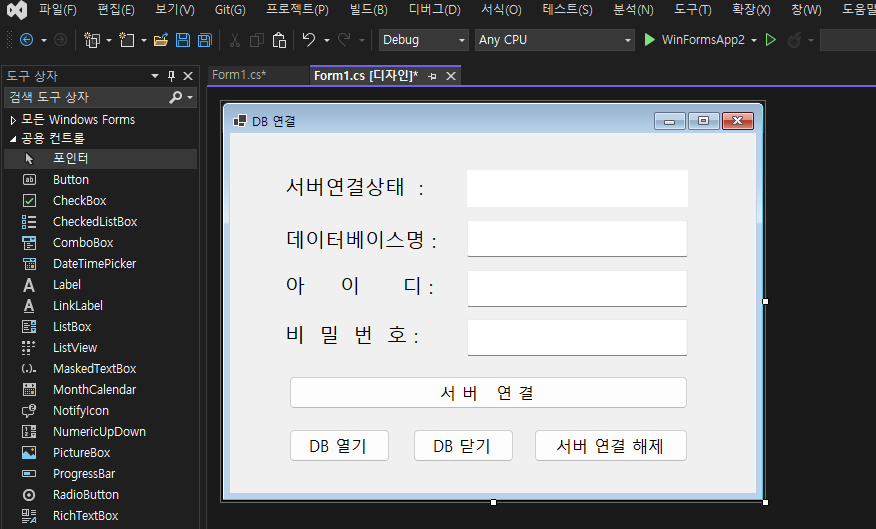 파일(F) 편집(E) 보기(V) Git(G) 프로젝트(P) 빌드(B) 디버그(D) 서식(O) 테스트(S) 분석(N) 도구(T) 확장(X) 창(W) 도움말
Debug Any CPU WinFormsApp2
도구 상자
Form1.cs* Form1.cs [디자인]*
검색 도구 상자
모든 Windows Forms
공용 컨트롤
포인터
Button
CheckBox
CheckedListBox
ComboBox
DateTimePicker
Label
LinkLabel
ListBox
ListView
MaskedTextBox
MonthCalendar
NotifyIcon
NumericUpDown
PictureBox
ProgressBar
RadioButton
RichTextBox
DB 연결
서버연결상태 :
데이터베이스명 :
아 이 디 :
비 밀 번 호 :
서 버 연 결
DB 열기 DB 닫기 서버 연결 해제